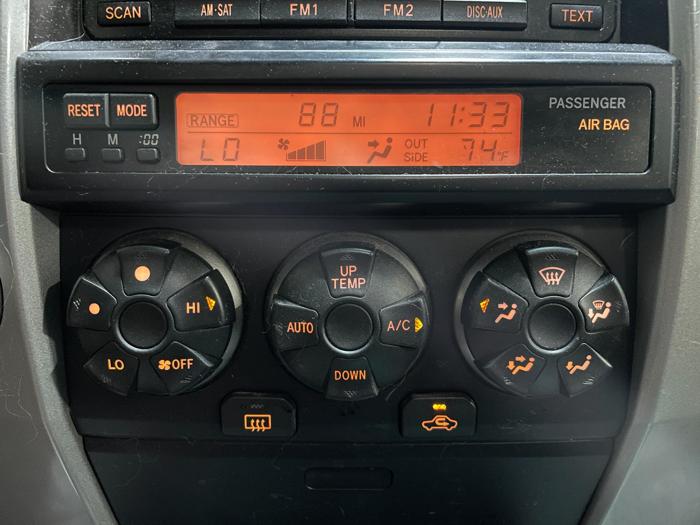 SCAN AM·SAT FM1 FM2 DISC·AUX TEXT
RESET MODE RANGE 88 MI 11:33 PASSENGER
AIR BAG
H M :00 LO OUT SIDE 74°F
UP TEMP
HI AUTO A/C
LO OFF DOWN